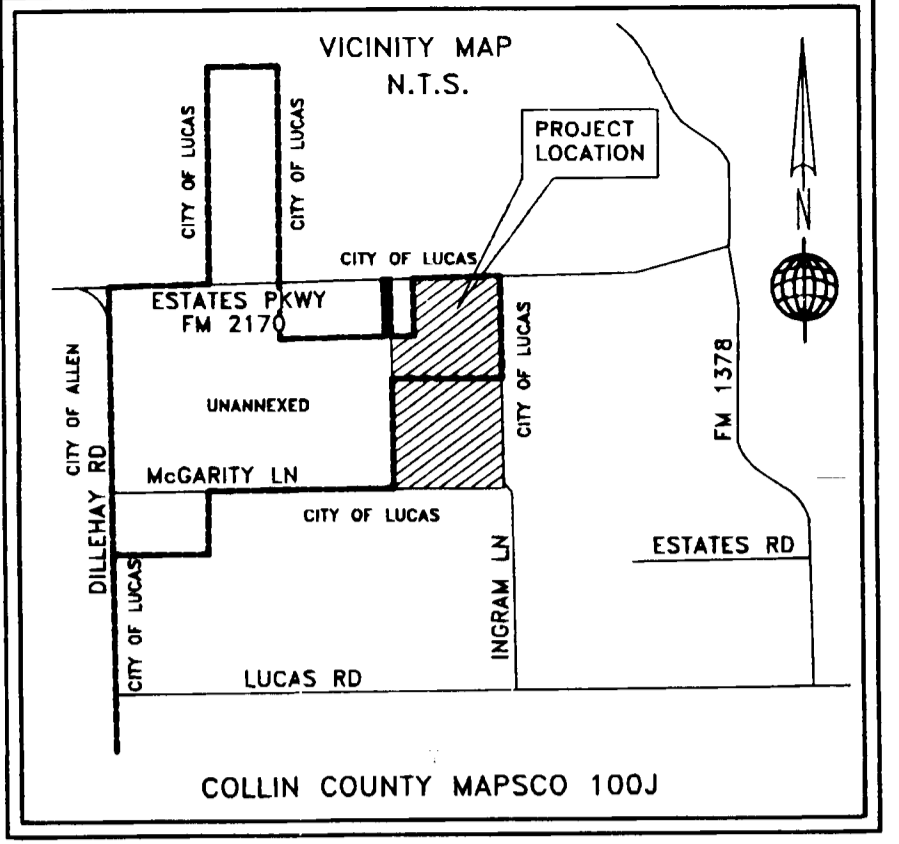 VICINITY MAP
N.T.S.
CITY OF LUCAS
CITY OF LUCAS
PROJECT
LOCATION
N
CITY OF LUCAS
ESTATES PKWY
FM 2170
CITY OF LUCAS
CITY OF ALLEN
UNANNEXED
FM 1378
DILLEHAY RD
McGARITY LN
CITY OF LUCAS
ESTATES RD
INGRAM LN
CITY OF LUCAS
LUCAS RD
COLLIN COUNTY MAPSCO 100J